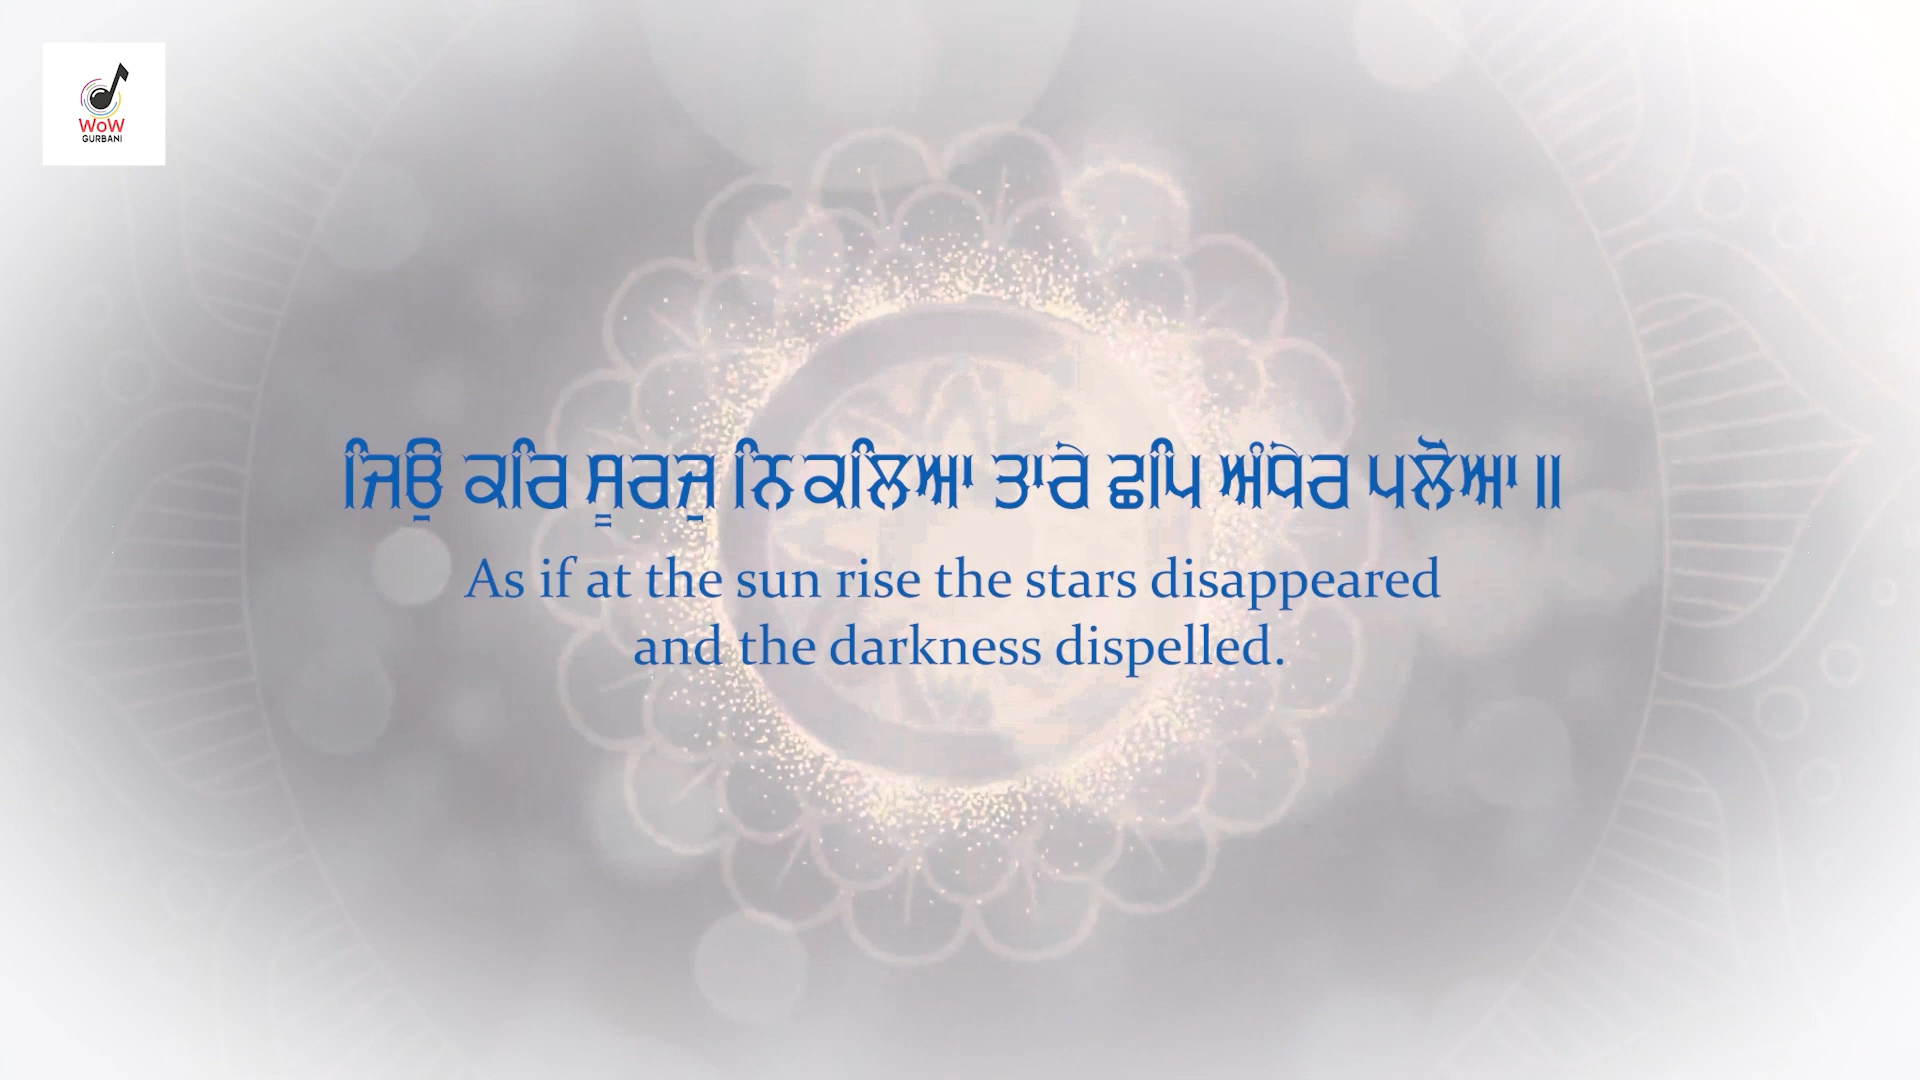 WoW
GURBANI
ਜਿਉ ਕਰਿ ਸੂਰਜੁ ਨਿਕਲਿਆ ਤਾਰੇ ਛਪਿ ਅੰਧੇਰ ਪਲੋਆ॥
As if at the sun rise the stars disappeared
and the darkness dispelled.